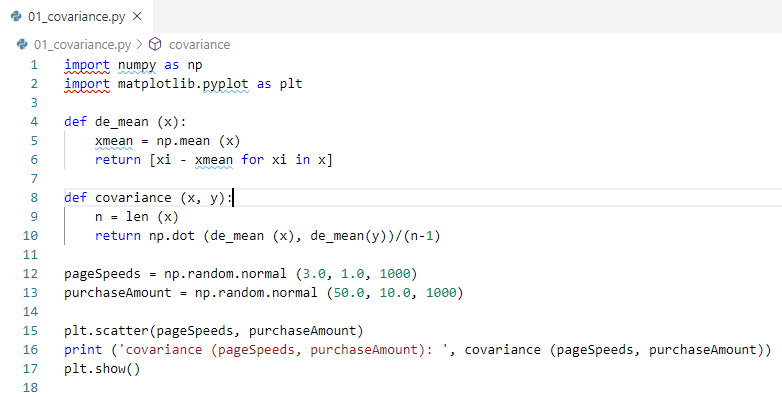 01_covariance.py ×
01_covariance.py > covariance
1 import numpy as np
2 import matplotlib.pyplot as plt
3
4 def de_mean (x):
5     xmean = np.mean (x)
6     return [xi - xmean for xi in x]
7
8 def covariance (x, y):
9     n = len (x)
10     return np.dot (de_mean (x), de_mean(y))/(n-1)
11
12 pageSpeeds = np.random.normal (3.0, 1.0, 1000)
13 purchaseAmount = np.random.normal (50.0, 10.0, 1000)
14
15 plt.scatter(pageSpeeds, purchaseAmount)
16 print ('covariance (pageSpeeds, purchaseAmount): ', covariance (pageSpeeds, purchaseAmount))
17 plt.show()
18